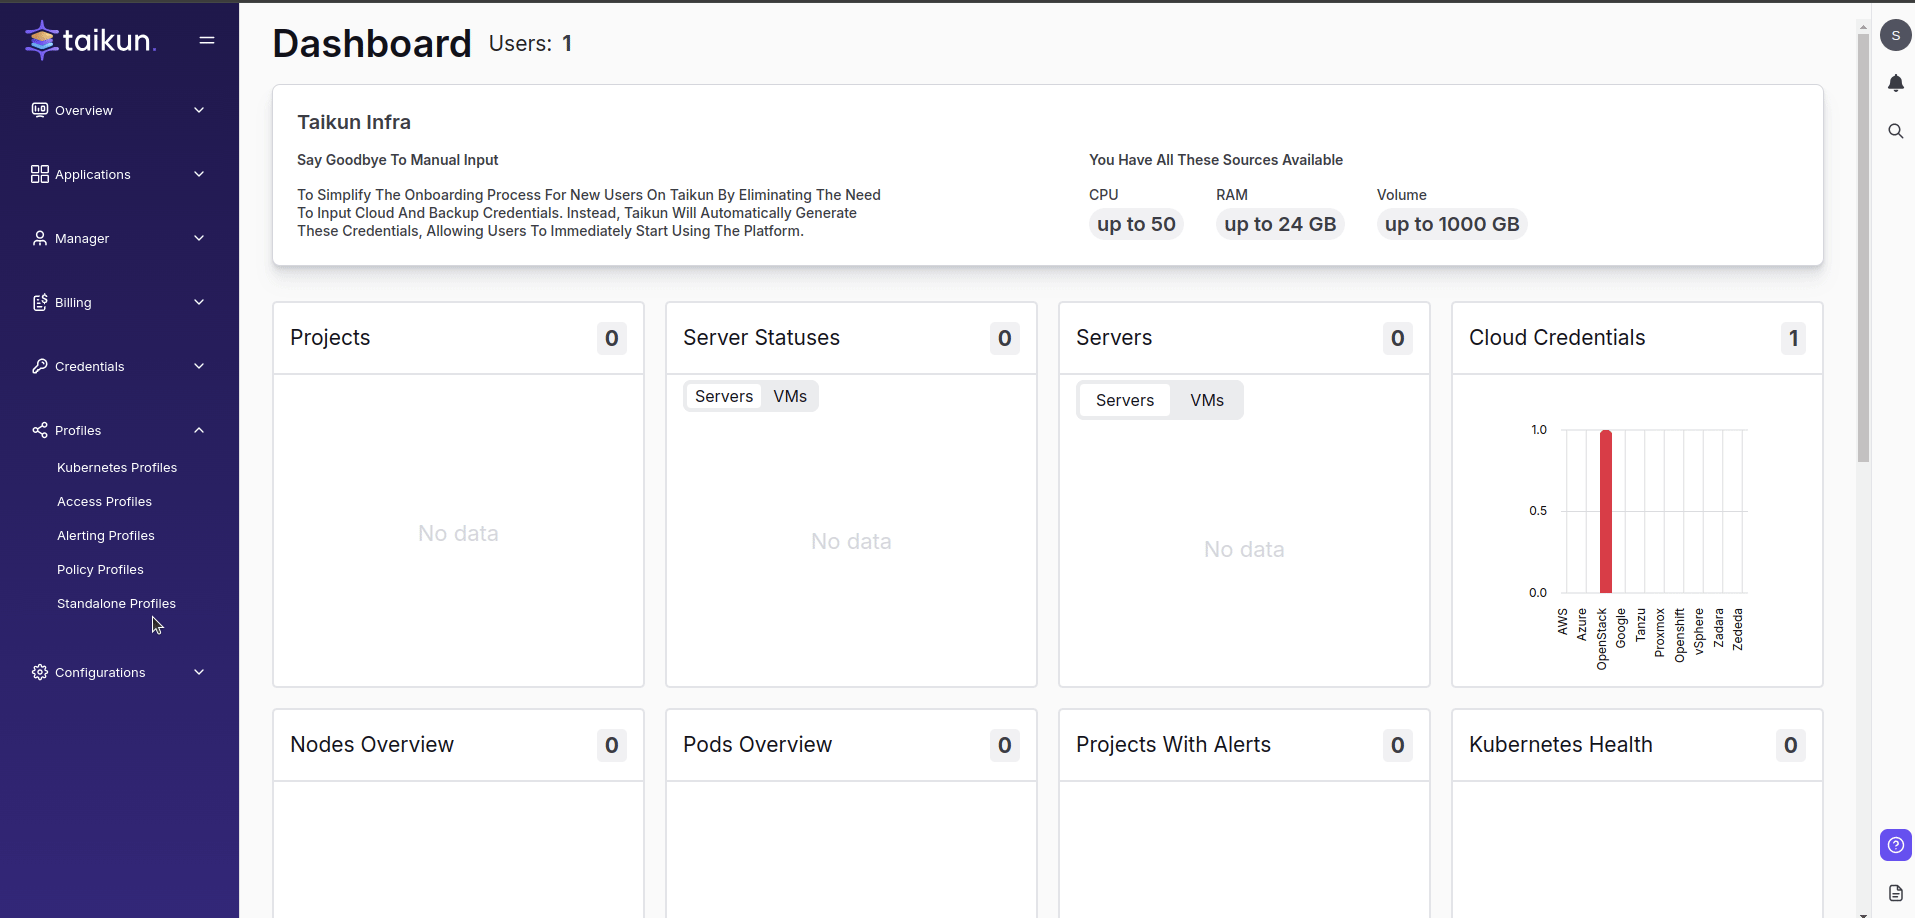 taikun.
Overview
Applications
Manager
Billing
Credentials
Profiles
Kubernetes Profiles
Access Profiles
Alerting Profiles
Policy Profiles
Standalone Profiles
Configurations
Dashboard Users: 1
Taikun Infra
Say Goodbye To Manual Input
To Simplify The Onboarding Process For New Users On Taikun By Eliminating The Need
To Input Cloud And Backup Credentials. Instead, Taikun Will Automatically Generate
These Credentials, Allowing Users To Immediately Start Using The Platform.
You Have All These Sources Available
CPU RAM Volume
up to 50 up to 24 GB up to 1000 GB
Projects 0
No data
Server Statuses 0
Servers VMs
No data
Servers 0
Servers VMs
No data
Cloud Credentials 1
1.0
0.5
0.0
AWS
Azure
OpenStack
Google
Tanzu
Proxmox
Openshift
vSphere
Zadara
Zededa
Nodes Overview 0
Pods Overview 0
Projects With Alerts 0
Kubernetes Health 0
S